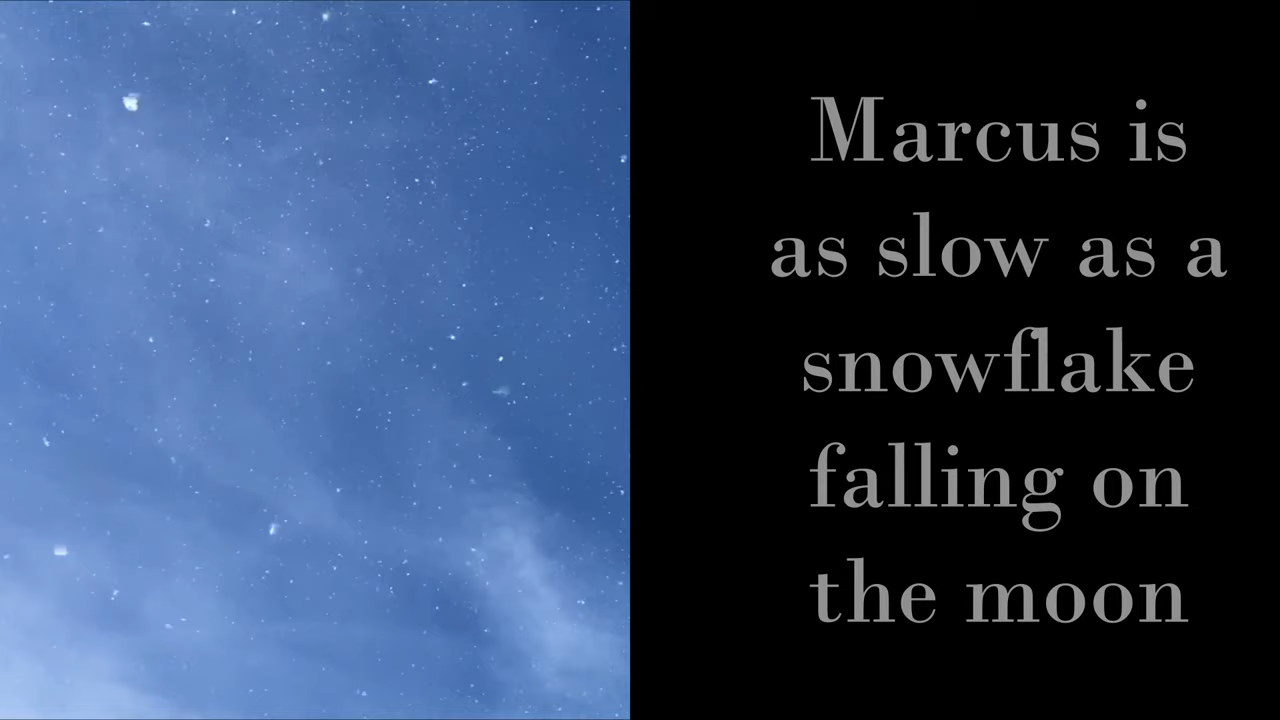 Marcus is
as slow as a
snowflake
falling on
the moon